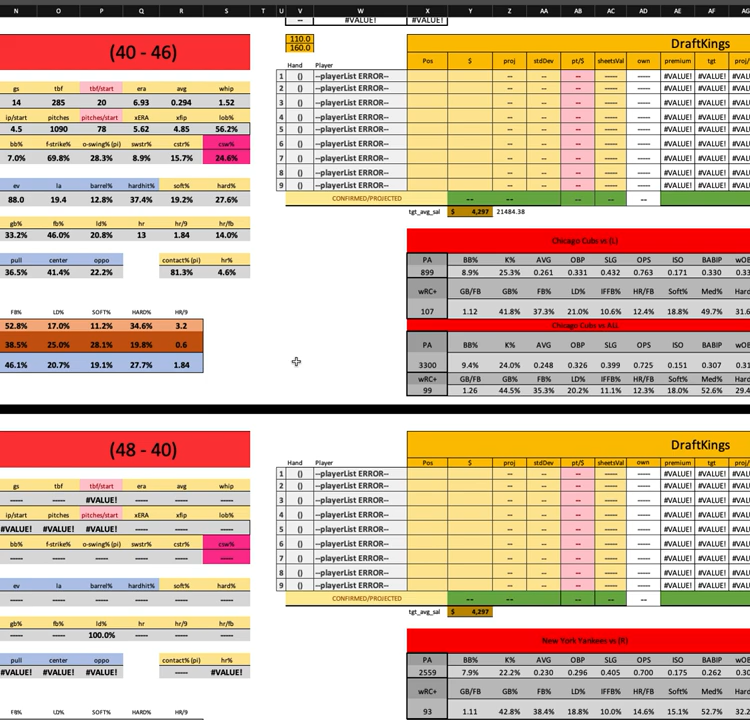 N O P Q R S T U V W X Y Z AA AB AC AD AE AF AG
-- #VALUE! #VALUE!
110.0
160.0
(40 - 46) DraftKings
Hand Player Pos $ proj stdDev pt/$ sheetsVal own premium tgt proj/
gs tbf tbf/start era avg whip
14 285 20 6.93 0.294 1.52
ip/start pitches pitches/start xERA xfip lob%
4.5 1090 78 5.62 4.85 56.2%
bb% f-strike% o-swing% (pi) swstr% cstr% csw%
7.0% 69.8% 28.3% 8.9% 15.7% 24.6%
ev la barrel% hardhit% soft% hard%
88.0 19.4 12.8% 37.4% 19.2% 27.6%
gb% fb% ld% hr hr/9 hr/fb
33.2% 46.0% 20.8% 13 1.84 14.0%
pull center oppo contact% (pi) hr%
36.5% 41.4% 22.2% 81.3% 4.6%
FB% LD% SOFT% HARD% HR/9
52.8% 17.0% 11.2% 34.6% 3.2
38.5% 25.0% 28.1% 19.8% 0.6
46.1% 20.7% 19.1% 27.7% 1.84
1 () --playerList ERROR-- -- -- -- ----- ----- #VALUE! #VALUE! #VAL
2 () --playerList ERROR-- -- -- -- ----- ----- #VALUE! #VALUE! #VAL
3 () --playerList ERROR-- -- -- -- ----- ----- #VALUE! #VALUE! #VAL
4 () --playerList ERROR-- -- -- -- ----- ----- #VALUE! #VALUE! #VAL
5 () --playerList ERROR-- -- -- -- ----- ----- #VALUE! #VALUE! #VAL
6 () --playerList ERROR-- -- -- -- ----- ----- #VALUE! #VALUE! #VAL
7 () --playerList ERROR-- -- -- -- ----- ----- #VALUE! #VALUE! #VAL
8 () --playerList ERROR-- -- -- -- ----- ----- #VALUE! #VALUE! #VAL
9 () --playerList ERROR-- -- -- -- ----- ----- #VALUE! #VALUE! #VAL
CONFIRMED/PROJECTED -- -- -- ----- -- --
tgt_avg_sal $ 4,297 21484.38
Chicago Cubs vs (L)
PA BB% K% AVG OBP SLG OPS ISO BABIP wOB
899 8.9% 25.3% 0.261 0.331 0.432 0.763 0.171 0.330 0.33
wRC+ GB/FB GB% FB% LD% IFFB% HR/FB Soft% Med% Hard
107 1.12 41.8% 37.3% 21.0% 10.6% 12.4% 18.8% 49.7% 31.6
Chicago Cubs vs ALL
PA BB% K% AVG OBP SLG OPS ISO BABIP wOB
3300 9.4% 24.0% 0.248 0.326 0.399 0.725 0.151 0.307 0.31
wRC+ GB/FB GB% FB% LD% IFFB% HR/FB Soft% Med% Hard
99 1.26 44.5% 35.3% 20.2% 11.1% 12.3% 18.0% 52.6% 29.4
(48 - 40) DraftKings
Hand Player Pos $ proj stdDev pt/$ sheetsVal own premium tgt proj/
gs tbf tbf/start era avg whip
----- ----- #VALUE! ----- ----- -----
ip/start pitches pitches/start xERA xfip lob%
#VALUE! #VALUE! #VALUE! ----- ----- -----
bb% f-strike% o-swing% (pi) swstr% cstr% csw%
----- ----- ----- ----- ----- -----
ev la barrel% hardhit% soft% hard%
----- ----- ----- ----- ----- -----
gb% fb% ld% hr hr/9 hr/fb
----- ----- 100.0% ----- ----- -----
pull center oppo contact% (pi) hr%
#VALUE! #VALUE! #VALUE! ----- #VALUE!
FB% LD% SOFT% HARD% HR/9
1 () --playerList ERROR-- -- -- -- ----- ----- #VALUE! #VALUE! #VAL
2 () --playerList ERROR-- -- -- -- ----- ----- #VALUE! #VALUE! #VAL
3 () --playerList ERROR-- -- -- -- ----- ----- #VALUE! #VALUE! #VAL
4 () --playerList ERROR-- -- -- -- ----- ----- #VALUE! #VALUE! #VAL
5 () --playerList ERROR-- -- -- -- ----- ----- #VALUE! #VALUE! #VAL
6 () --playerList ERROR-- -- -- -- ----- ----- #VALUE! #VALUE! #VAL
7 () --playerList ERROR-- -- -- -- ----- ----- #VALUE! #VALUE! #VAL
8 () --playerList ERROR-- -- -- -- ----- ----- #VALUE! #VALUE! #VAL
9 () --playerList ERROR-- -- -- -- ----- ----- #VALUE! #VALUE! #VAL
CONFIRMED/PROJECTED -- -- -- ----- -- --
tgt_avg_sal $ 4,297
New York Yankees vs (R)
PA BB% K% AVG OBP SLG OPS ISO BABIP wOB
2559 7.9% 22.2% 0.230 0.296 0.405 0.700 0.175 0.262 0.30
wRC+ GB/FB GB% FB% LD% IFFB% HR/FB Soft% Med% Hard
93 1.11 42.8% 38.4% 18.8% 10.0% 14.6% 15.1% 52.7% 32.2